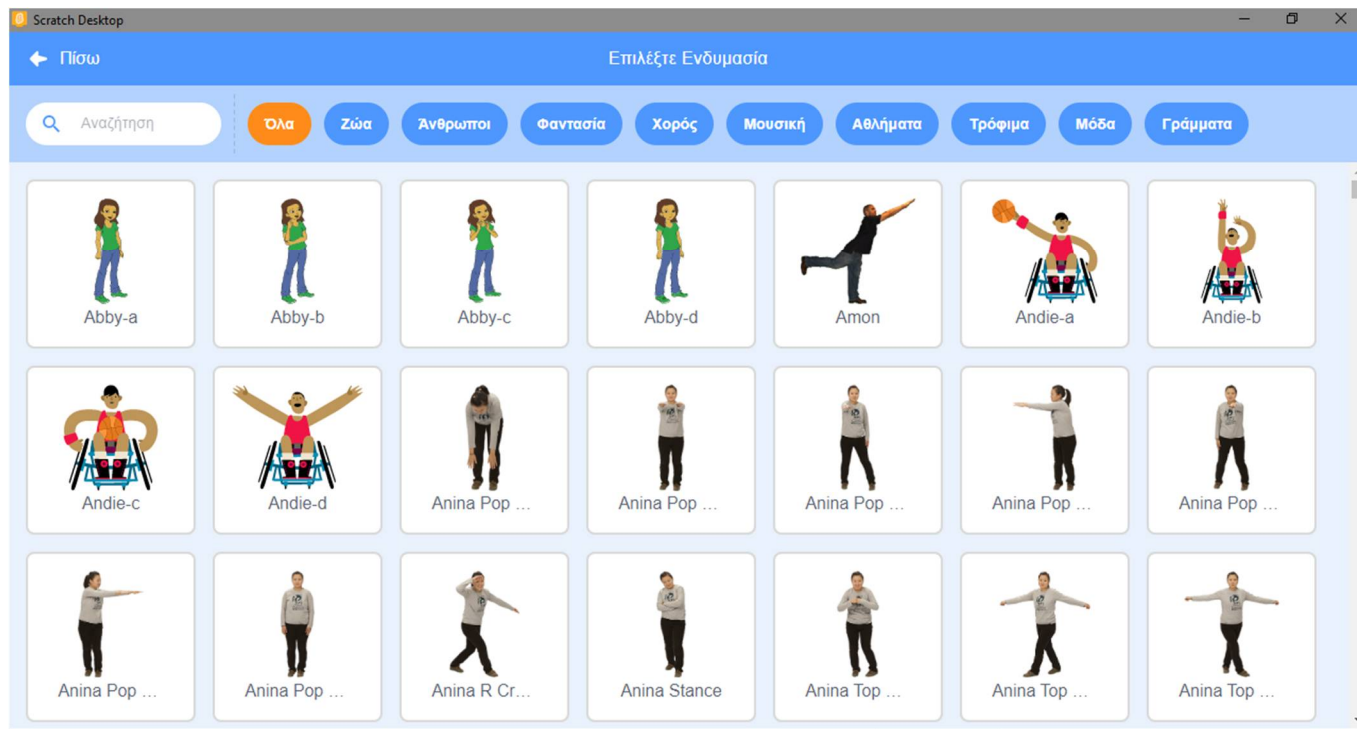 Scratch Desktop
Πίσω
Επιλέξτε Ενδυμασία
Αναζήτηση
Όλα Ζώα Άνθρωποι Φαντασία Χορός Μουσική Αθλήματα Τρόφιμα Μόδα Γράμματα
Abby-a Abby-b Abby-c Abby-d Amon Andie-a Andie-b
Andie-c Andie-d Anina Pop ... Anina Pop ... Anina Pop ... Anina Pop ... Anina Pop ...
Anina Pop ... Anina Pop ... Anina R Cr... Anina Stance Anina Top ... Anina Top ... Anina Top ...